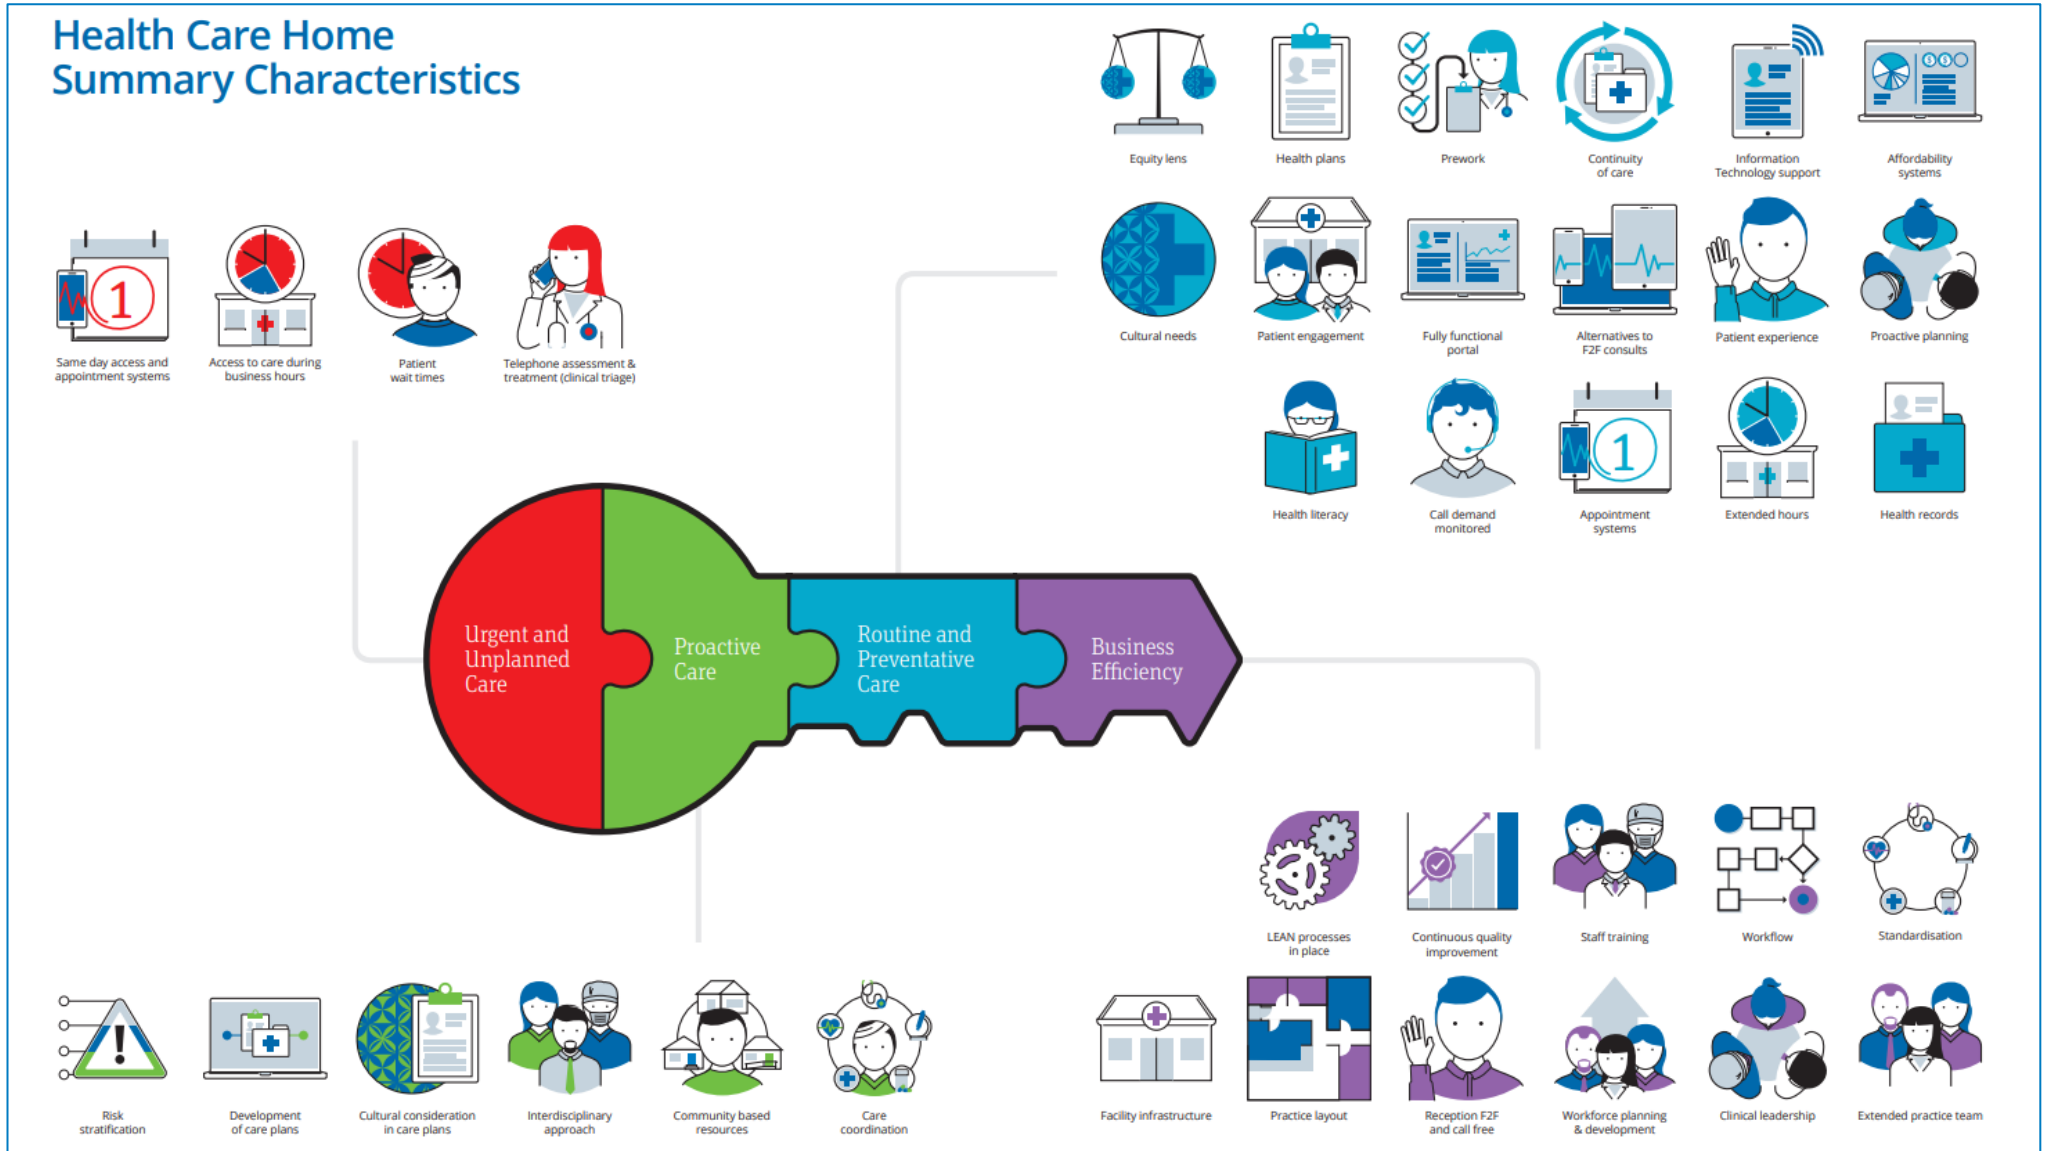 Health Care Home
Summary Characteristics
Equity lens
Health plans
Prework
Continuity
of care
Information
Technology support
Affordability
systems
Cultural needs
Patient engagement
Fully functional
portal
Alternatives to
F2F consults
Patient experience
Proactive planning
Health literacy
Call demand
monitored
1
Appointment
systems
Extended hours
Health records
1
Same day access and
appointment systems
Access to care during
business hours
Patient
wait times
Telephone assessment &
treatment (clinical triage)
Urgent and
Unplanned
Care
Proactive
Care
Routine and
Preventative
Care
Business
Efficiency
LEAN processes
in place
Continuous quality
improvement
Staff training
Workflow
Standardisation
Facility infrastructure
Practice layout
Reception F2F
and call free
Workforce planning
& development
Clinical leadership
Extended practice team
!
Risk
stratification
Development
of care plans
Cultural consideration
in care plans
Interdisciplinary
approach
Community based
resources
Care
coordination